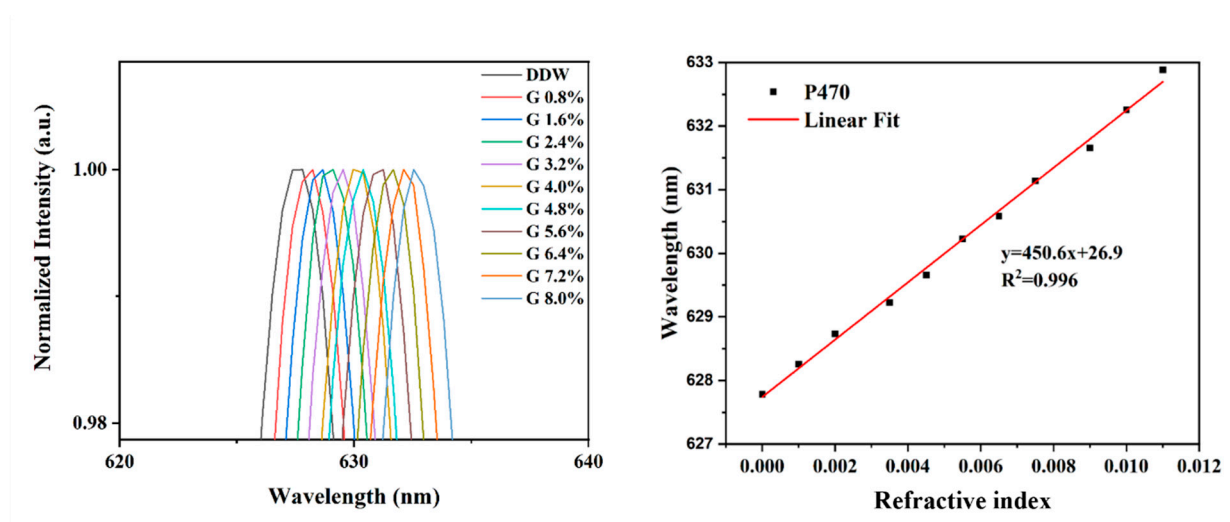 DDW
G 0.8%
G 1.6%
G 2.4%
G 3.2%
G 4.0%
G 4.8%
G 5.6%
G 6.4%
G 7.2%
G 8.0%
Normalized Intensity (a.u.)
1.00
0.98
620
630
640
Wavelength (nm)
P470
Linear Fit
y=450.6x+26.9
R²=0.996
Wavelength (nm)
633
632
631
630
629
628
627
0.000
0.002
0.004
0.006
0.008
0.010
0.012
Refractive index